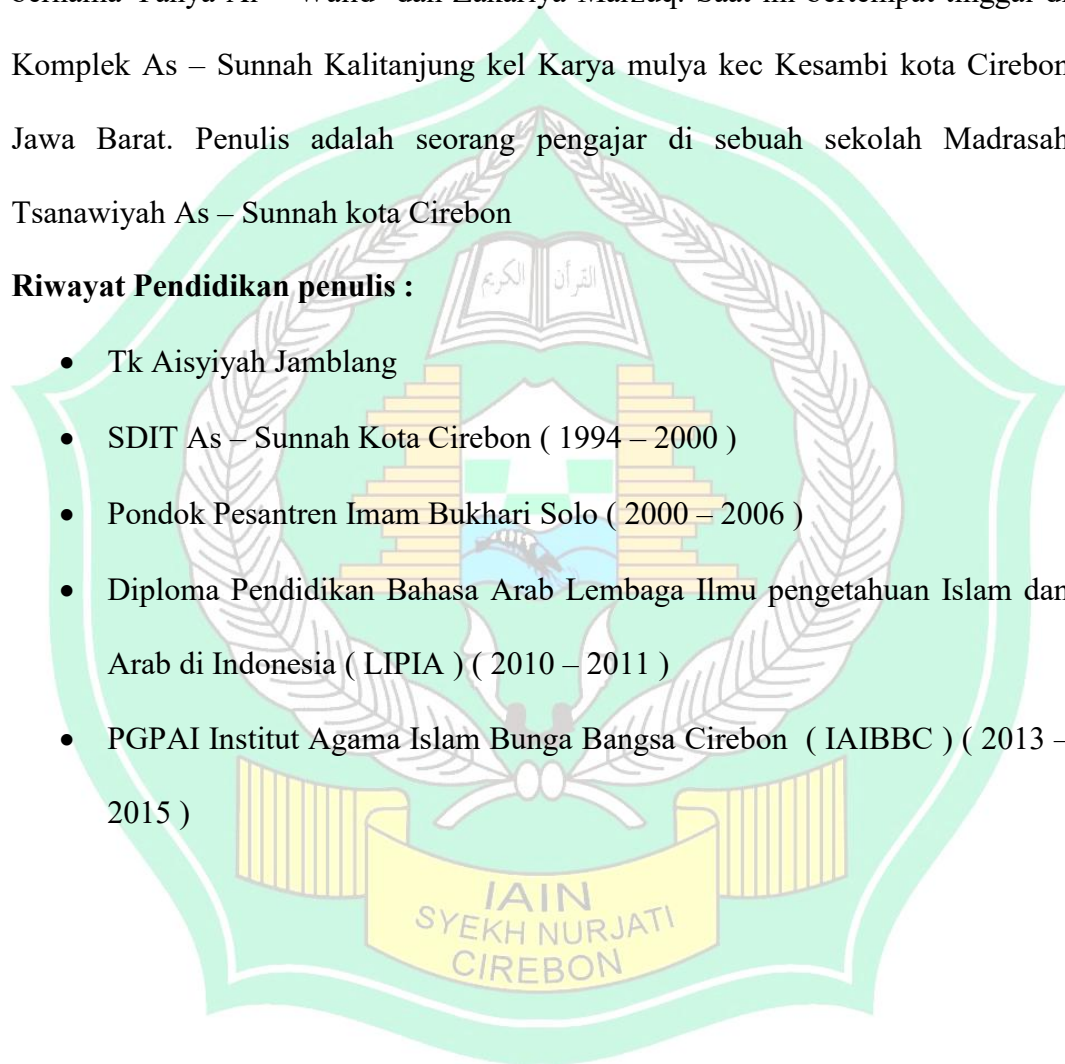 Komplek As – Sunnah Kalitanjung kel Karya mulya kec Kesambi kota Cirebon
Jawa Barat. Penulis adalah seorang pengajar di sebuah sekolah Madrasah
Tsanawiyah As – Sunnah kota Cirebon
Riwayat Pendidikan penulis :
• Tk Aisyiyah Jamblang
• SDIT As – Sunnah Kota Cirebon ( 1994 – 2000 )
• Pondok Pesantren Imam Bukhari Solo ( 2000 – 2006 )
• Diploma Pendidikan Bahasa Arab Lembaga Ilmu pengetahuan Islam dan
Arab di Indonesia ( LIPIA ) ( 2010 – 2011 )
• PGPAI Institut Agama Islam Bunga Bangsa Cirebon ( IAIBBC ) ( 2013 –
2015 )
القرأن الكريم
IAIN
SYEKH NURJATI
CIREBON